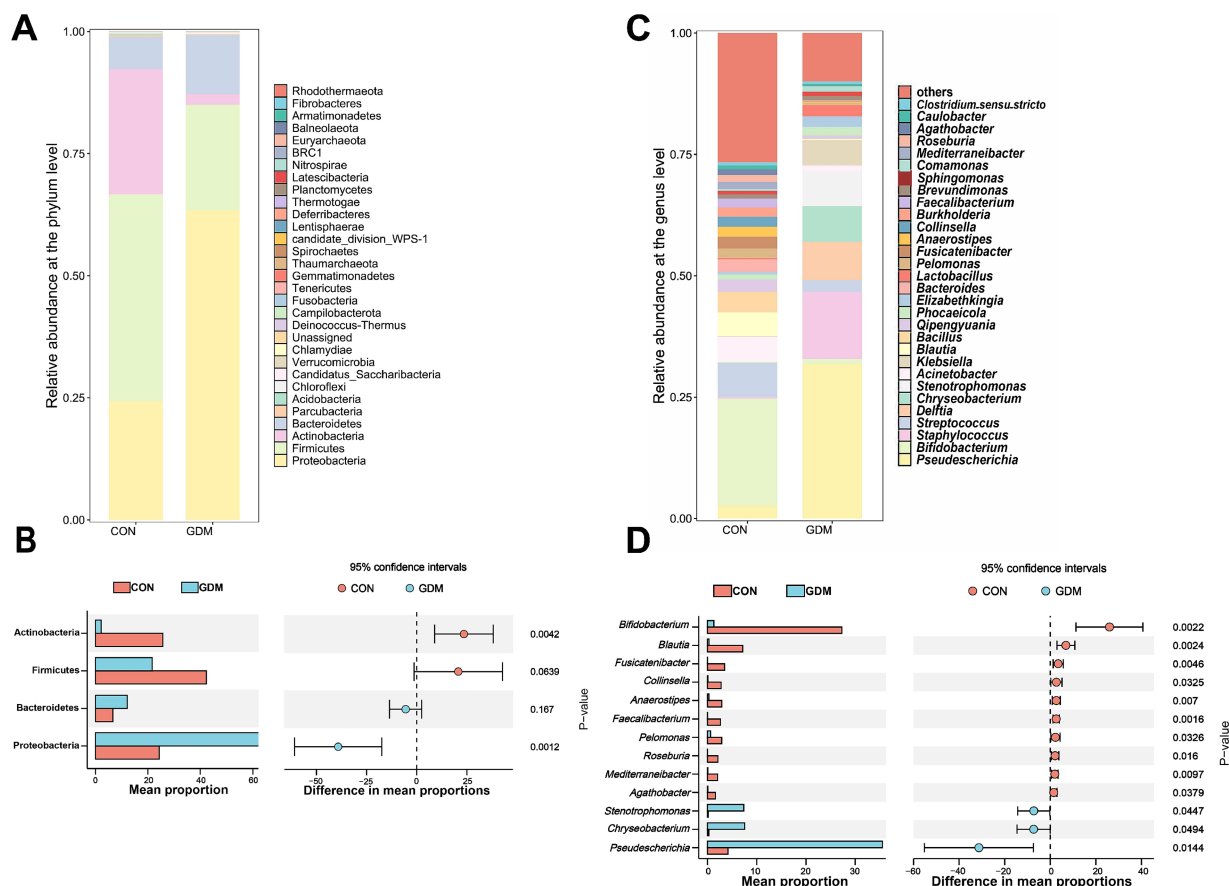 A
Relative abundance at the phylum level
1.00
0.75
0.50
0.25
0.00
CON
GDM
Rhodothermaeota
Fibrobacteres
Armatimonadetes
Balneolaeota
Euryarchaeota
BRC1
Nitrospirae
Latescibacteria
Planctomycetes
Thermotogae
Deferribacteres
Lentisphaerae
candidate_division_WPS-1
Spirochaetes
Thaumarchaeota
Gemmatimonadetes
Tenericutes
Fusobacteria
Campilobacterota
Deinococcus-Thermus
Unassigned
Chlamydiae
Verrucomicrobia
Candidatus_Saccharibacteria
Chloroflexi
Acidobacteria
Parcubacteria
Bacteroidetes
Actinobacteria
Firmicutes
Proteobacteria
C
Relative abundance at the genus level
1.00
0.75
0.50
0.25
0.00
CON
GDM
others
Clostridium.sensu.stricto
Caulobacter
Agathobacter
Roseburia
Mediterraneibacter
Comamonas
Sphingomonas
Brevundimonas
Faecalibacterium
Burkholderia
Collinsella
Anaerostipes
Fusicatenibacter
Pelomonas
Lactobacillus
Bacteroides
Elizabethkingia
Phocaeicola
Qipengyuania
Bacillus
Blautia
Klebsiella
Acinetobacter
Stenotrophomonas
Chryseobacterium
Delftia
Streptococcus
Staphylococcus
Bifidobacterium
Pseudescherichia
B
CON
GDM
95% confidence intervals
CON
GDM
Actinobacteria
0.0042
Firmicutes
0.0639
Bacteroidetes
0.167
Proteobacteria
0.0012
P-value
0
20
40
60
Mean proportion
−50
−25
0
25
Difference in mean proportions
D
CON
GDM
95% confidence intervals
CON
GDM
Bifidobacterium
0.0022
Blautia
0.0024
Fusicatenibacter
0.0046
Collinsella
0.0325
Anaerostipes
0.007
Faecalibacterium
0.0016
Pelomonas
0.0326
Roseburia
0.016
Mediterraneibacter
0.0097
Agathobacter
0.0379
Stenotrophomonas
0.0447
Chryseobacterium
0.0494
Pseudescherichia
0.0144
P-value
0
10
20
30
Mean proportion
−60
−40
−20
0
20
40
Difference in mean proportions